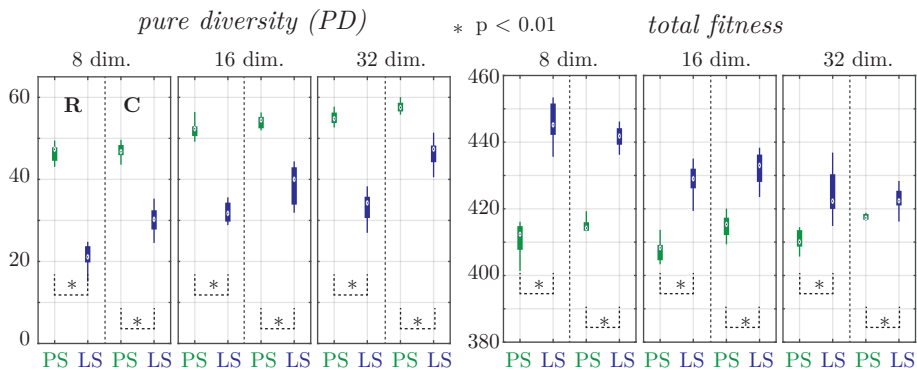 pure diversity (PD) * p < 0.01 total fitness
8 dim. 16 dim. 32 dim. 8 dim. 16 dim. 32 dim.
R C
60
40
20
0
460
440
420
400
380
* * * * * *
* * * * * *
PS LS PS LS PS LS PS LS PS LS PS LS PS LS PS LS PS LS PS LS PS LS PS LS